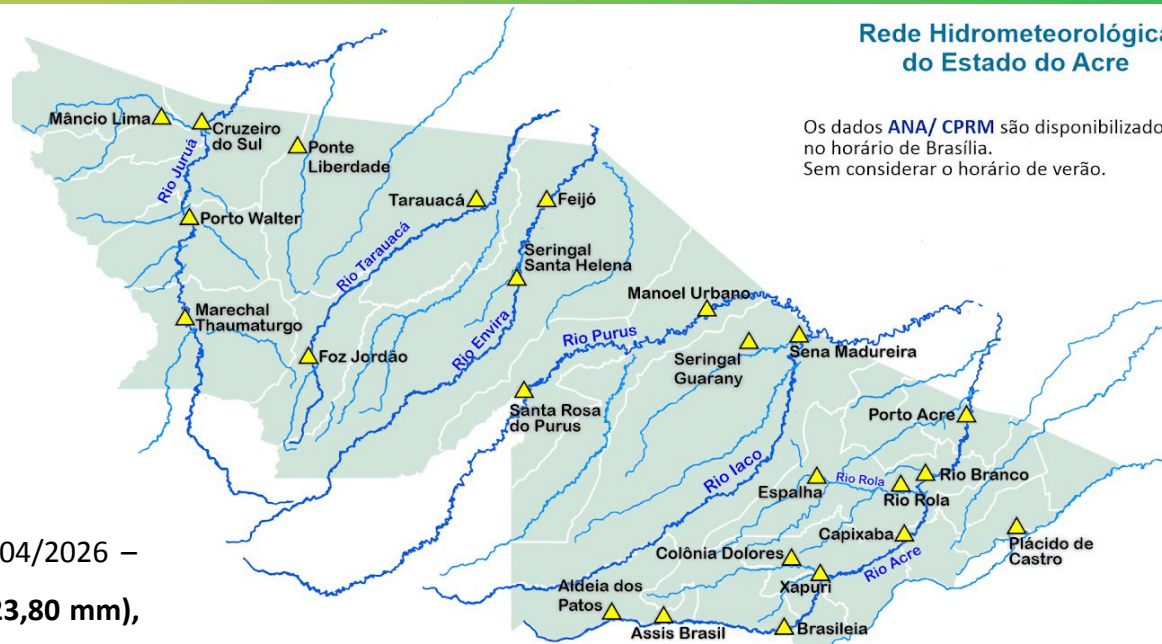 Rede Hidrometeorológica
do Estado do Acre
Os dados ANA/ CPRM são disponibilizado
no horário de Brasília.
Sem considerar o horário de verão.
Mâncio Lima
Cruzeiro
do Sul
Ponte
Liberdade
Rio Juruá
Tarauacá
Feijó
Porto Walter
Rio Tarauacá
Seringal
Santa Helena
Manoel Urbano
Marechal
Thaumaturgo
Rio Envira
Rio Purus
Foz Jordão
Seringal
Guarany
Sena Madureira
Santa Rosa
do Purus
Porto Acre
Rio Iaco
Espalha
Rio Rola
Rio Rola
Rio Branco
Capixaba
Plácido de
Castro
Colônia Dolores
Rio Acre
Xapuri
Aldeia dos
Patos
Assis Brasil
Brasileia
04/2026 –
23,80 mm),